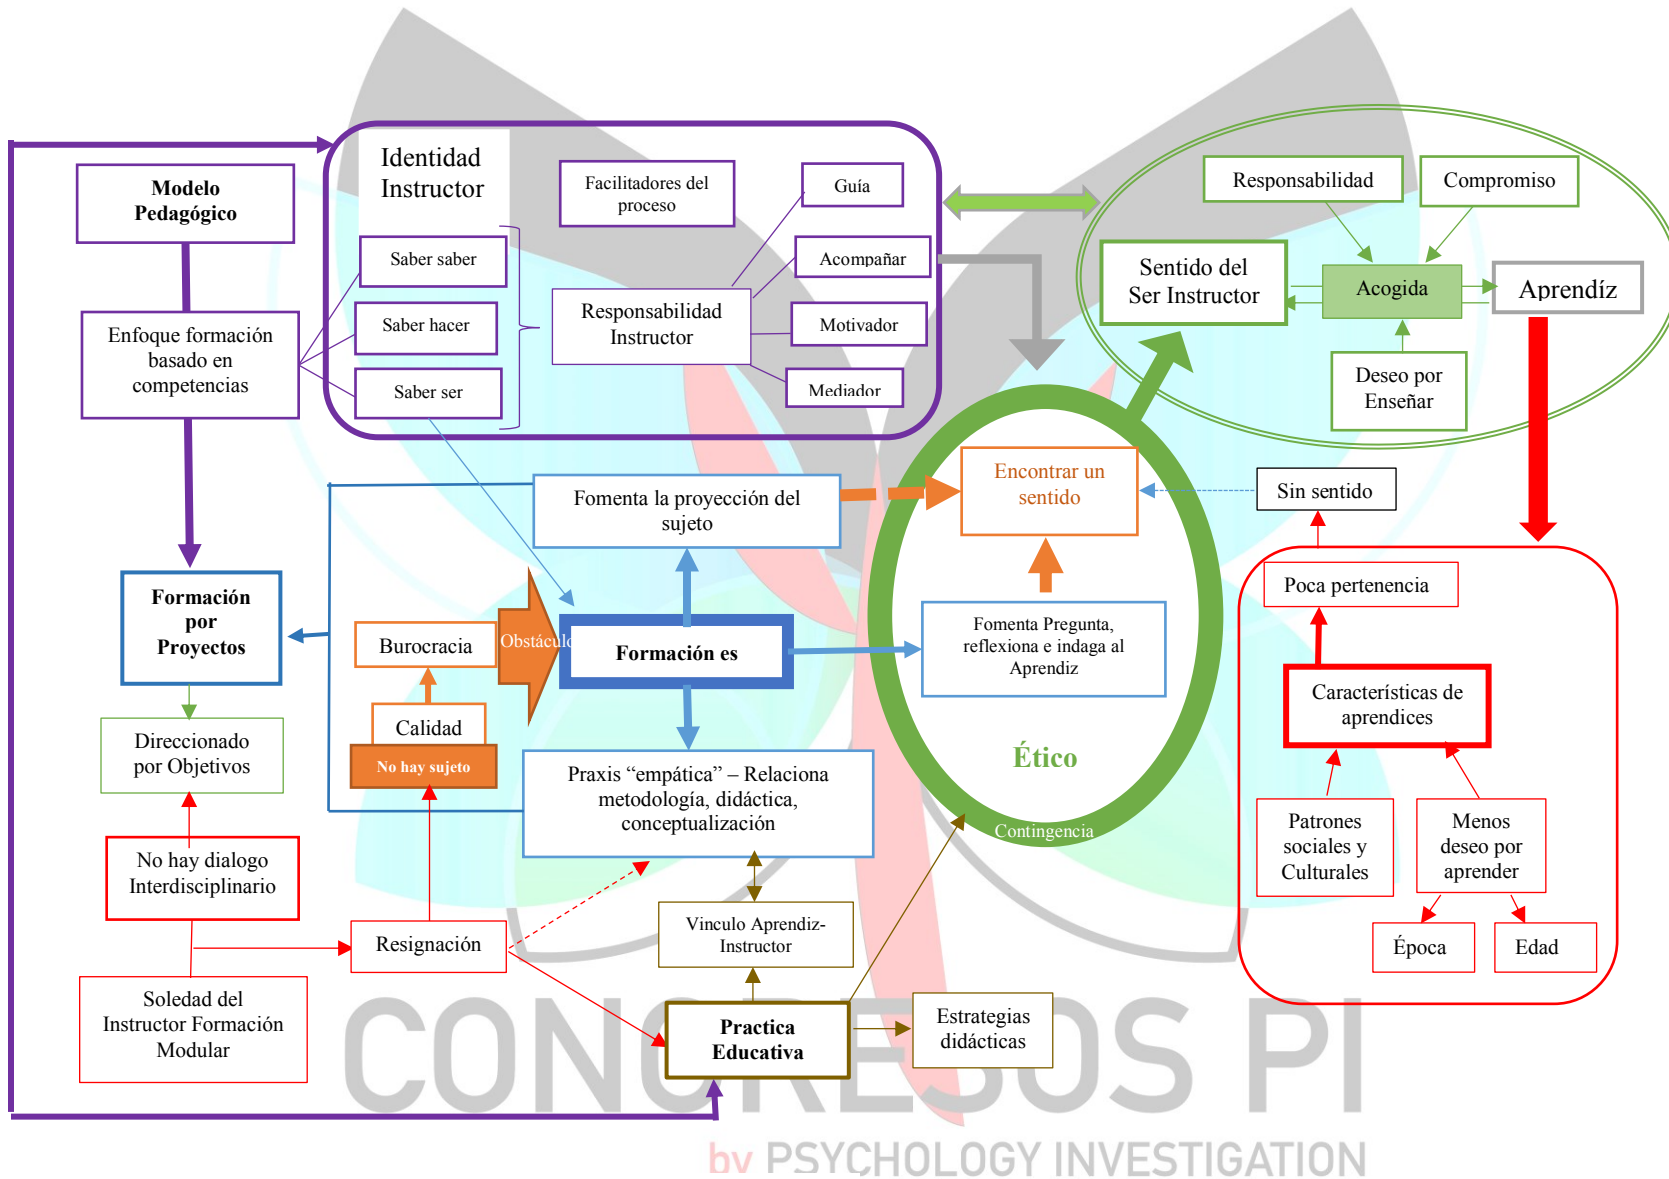 Modelo
Pedagógico
Enfoque formación
basado en
competencias
Formación
por
Proyectos
Direccionado
por Objetivos
No hay dialogo
Interdisciplinario
Soledad del
Instructor Formación
Modular
Identidad
Instructor
Saber saber
Saber hacer
Saber ser
Facilitadores del
proceso
Responsabilidad
Instructor
Guía
Acompañar
Motivador
Mediador
Responsabilidad
Compromiso
Sentido del
Ser Instructor
Acogida
Aprendíz
Deseo por
Enseñar
Fomenta la proyección del
sujeto
Encontrar un
sentido
Sin sentido
Burocracia
Obstáculo
Formación es
Fomenta Pregunta,
reflexiona e indaga al
Aprendiz
Ético
Contingencia
Calidad
No hay sujeto
Praxis “empática” – Relaciona
metodología, didáctica,
conceptualización
Resignación
Vinculo Aprendiz-
Instructor
Practica
Educativa
Estrategias
didácticas
Poca pertenencia
Características de
aprendices
Patrones
sociales y
Culturales
Menos
deseo por
aprender
Época
Edad
CONGRESOS PI
by PSYCHOLOGY INVESTIGATION